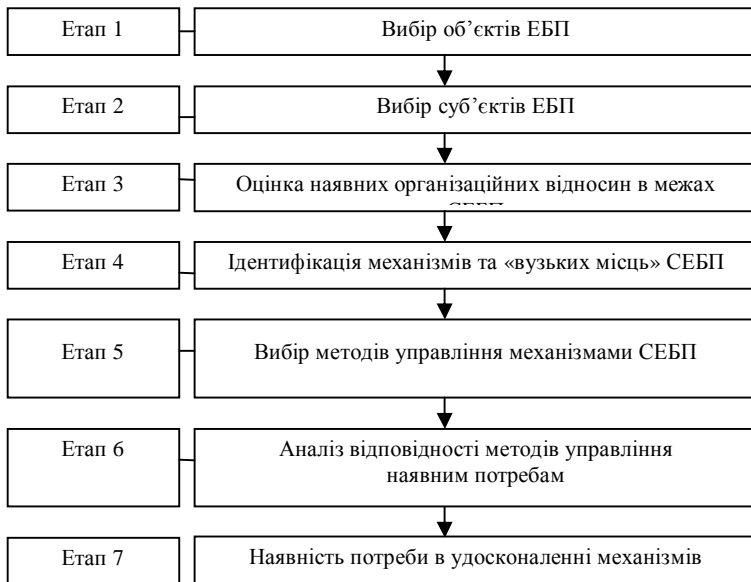 Етап 1
Вибір об’єктів ЕБП
Етап 2
Вибір суб’єктів ЕБП
Етап 3
Оцінка наявних організаційних відносин в межах
Етап 4
Ідентифікація механізмів та «вузьких місць» СЕБП
Етап 5
Вибір методів управління механізмами СЕБП
Етап 6
Аналіз відповідності методів управління
наявним потребам
Етап 7
Наявність потреби в удосконаленні механізмів